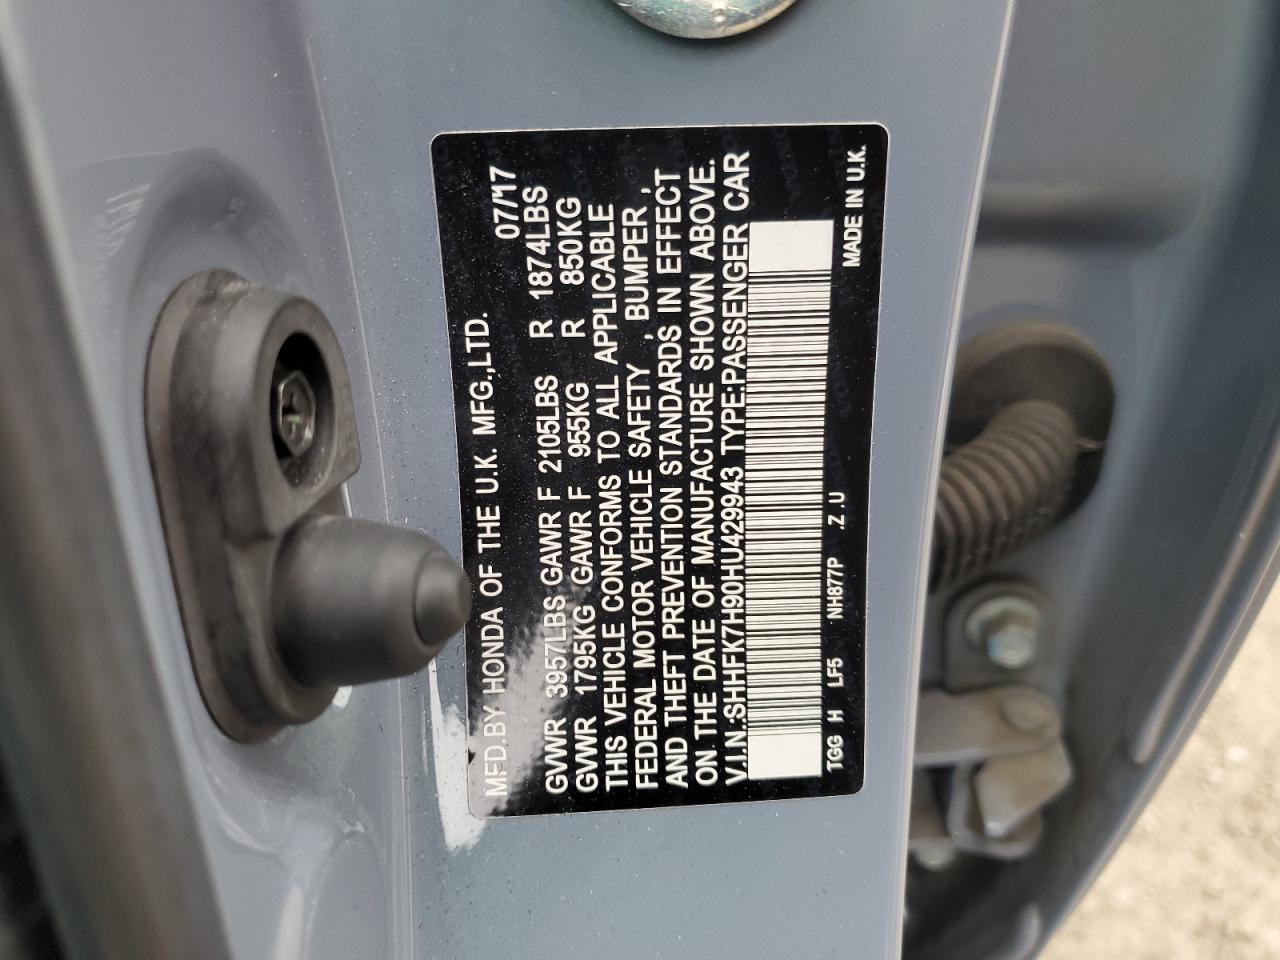 MFD.BY HONDA OF THE U.K. MFG.,LTD. 07/17
GVWR 3957LBS GAWR F 2105LBS R 1874LBS
GVWR 1795KG GAWR F 955KG R 850KG
THIS VEHICLE CONFORMS TO ALL APPLICABLE
FEDERAL MOTOR VEHICLE SAFETY , BUMPER ,
AND THEFT PREVENTION STANDARDS IN EFFECT
ON THE DATE OF MANUFACTURE SHOWN ABOVE.
V.I.N.:SHHFK7H90HU429943 TYPE:PASSENGER CAR
TGG H LF5 NH877P .Z.U MADE IN U.K.